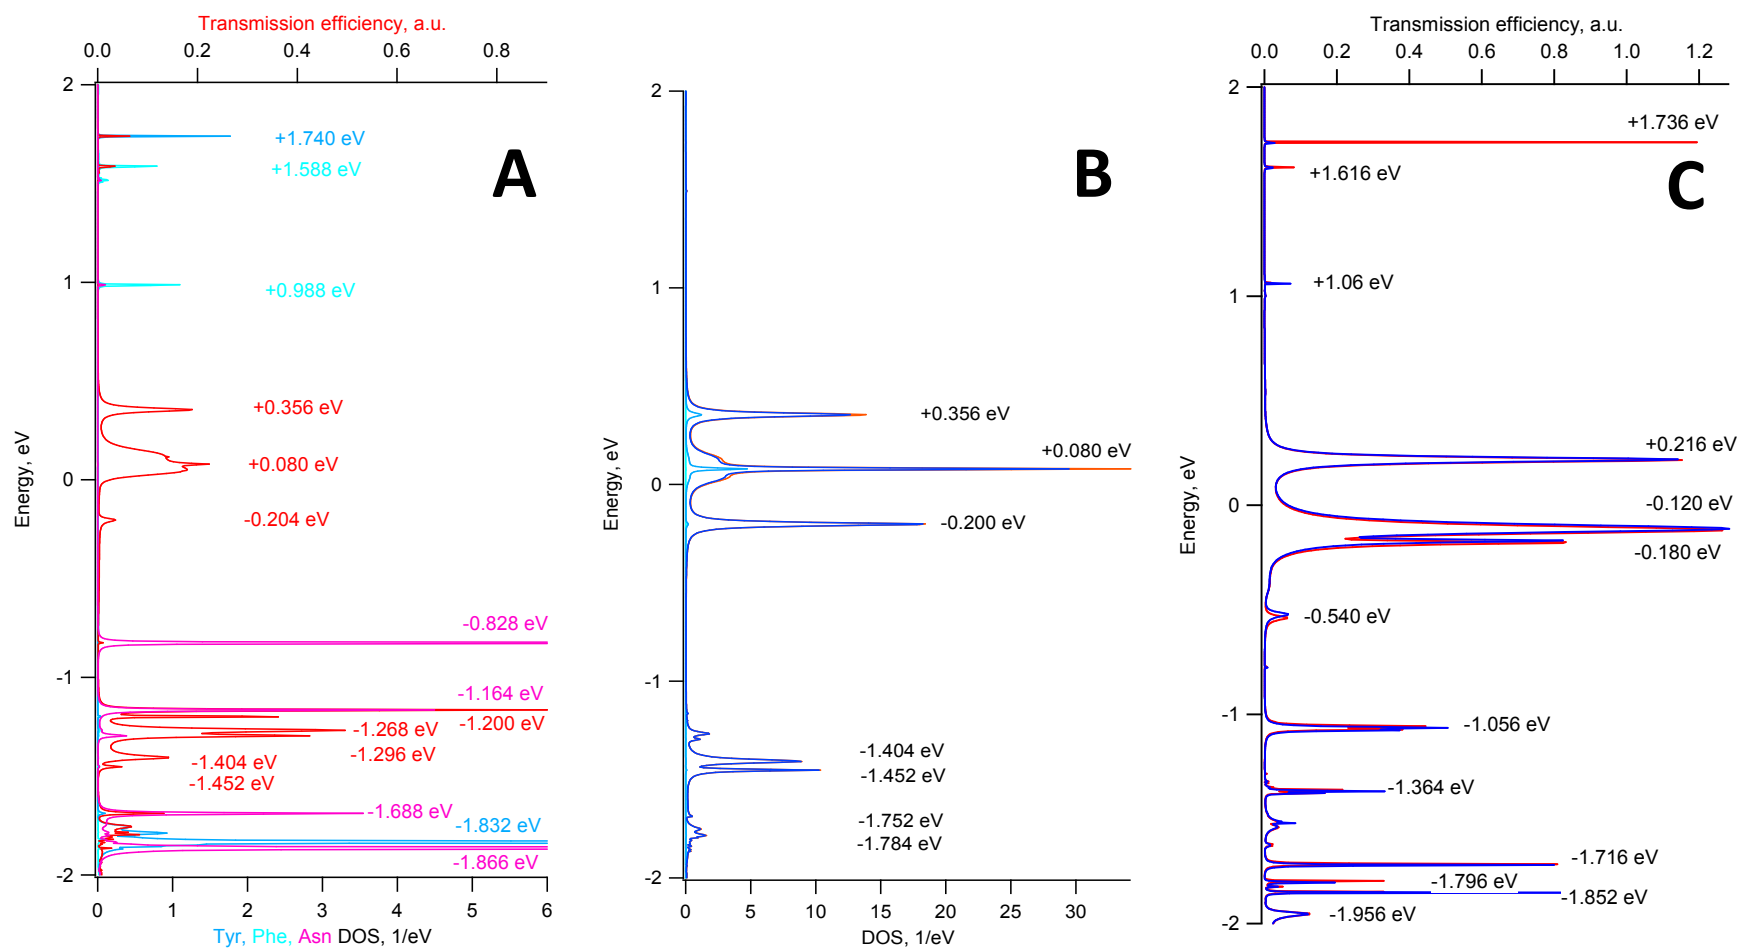 Transmission efficiency, a.u.
0.0 0.2 0.4 0.6 0.8
2
1
0
-1
-2
Energy, eV
+1.740 eV
+1.588 eV
A
+0.988 eV
+0.356 eV
+0.080 eV
-0.204 eV
-0.828 eV
-1.164 eV
-1.200 eV
-1.268 eV
-1.296 eV
-1.404 eV
-1.452 eV
-1.688 eV
-1.832 eV
-1.866 eV
0 1 2 3 4 5 6
Tyr, Phe, Asn DOS, 1/eV
2
1
0
-1
-2
Energy, eV
B
+0.356 eV
+0.080 eV
-0.200 eV
-1.404 eV
-1.452 eV
-1.752 eV
-1.784 eV
0 5 10 15 20 25 30
DOS, 1/eV
Transmission efficiency, a.u.
0.0 0.2 0.4 0.6 0.8 1.0 1.2
2
1
0
-1
-2
Energy, eV
+1.736 eV
+1.616 eV
C
+1.06 eV
+0.216 eV
-0.120 eV
-0.180 eV
-0.540 eV
-1.056 eV
-1.364 eV
-1.716 eV
-1.796 eV
-1.852 eV
-1.956 eV